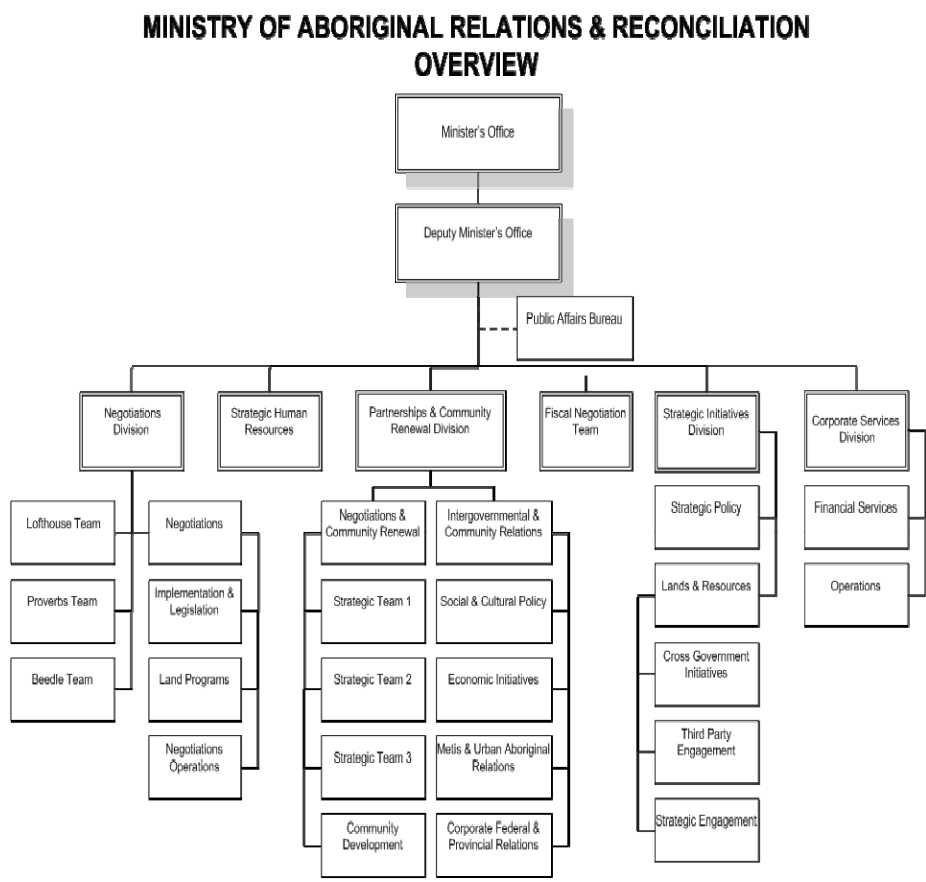 MINISTRY OF ABORIGINAL RELATIONS & RECONCILIATION
OVERVIEW
Minister's Office
Deputy Minister's Office
Public Affairs Bureau
Negotiations
Division
Strategic Human
Resources
Partnerships & Community
Renewal Division
Fiscal Negotiation
Team
Strategic Initiatives
Division
Corporate Services
Division
Lofthouse Team
Proverbs Team
Beedle Team
Negotiations
Implementation &
Legislation
Land Programs
Negotiations
Operations
Negotiations &
Community Renewal
Strategic Team 1
Strategic Team 2
Strategic Team 3
Community
Development
Intergovernmental &
Community Relations
Social & Cultural Policy
Economic Initiatives
Metis & Urban Aboriginal
Relations
Corporate Federal &
Provincial Relations
Strategic Policy
Lands & Resources
Cross Government
Initiatives
Third Party
Engagement
Strategic Engagement
Financial Services
Operations